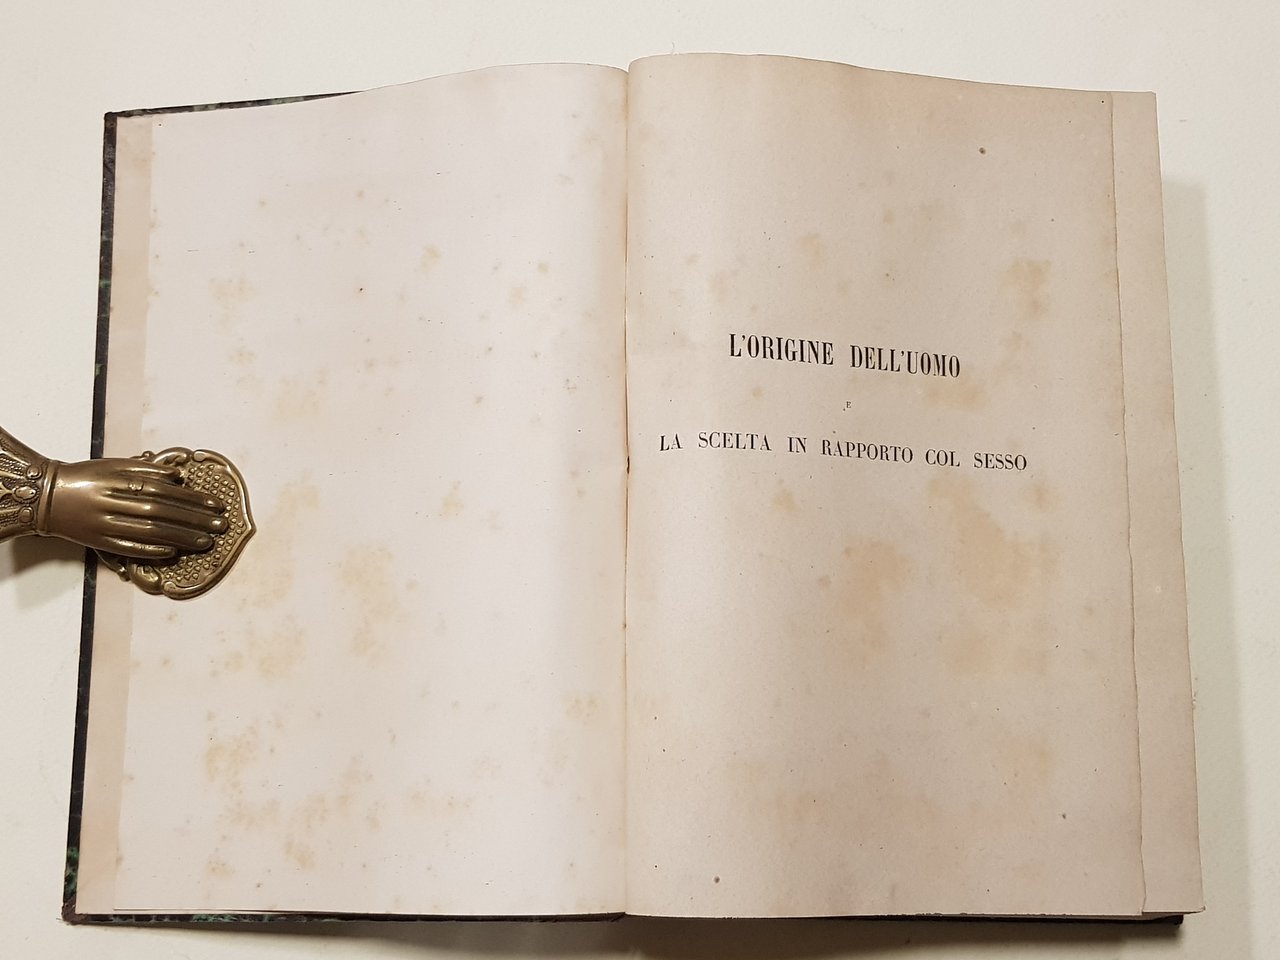 L'ORIGINE DELL'UOMO
E
LA SCELTA IN RAPPORTO COL SESSO